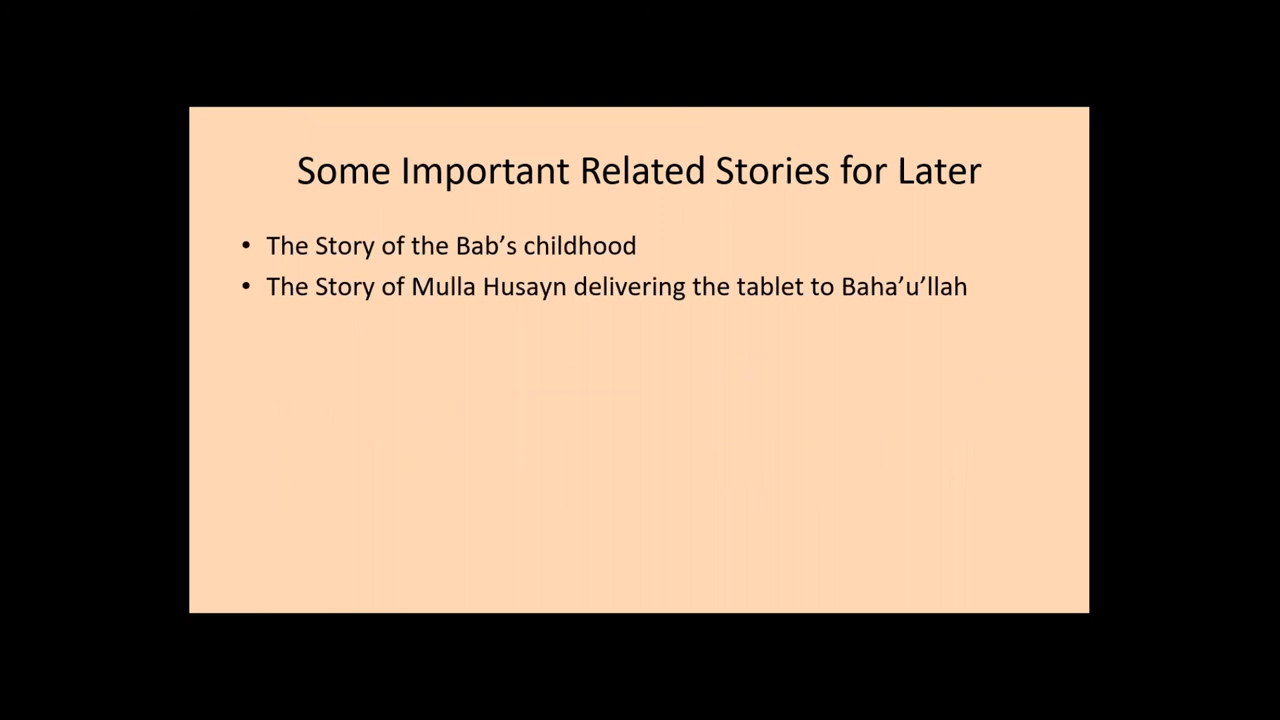 Some Important Related Stories for Later
• The Story of the Bab’s childhood
• The Story of Mulla Husayn delivering the tablet to Baha’u’llah